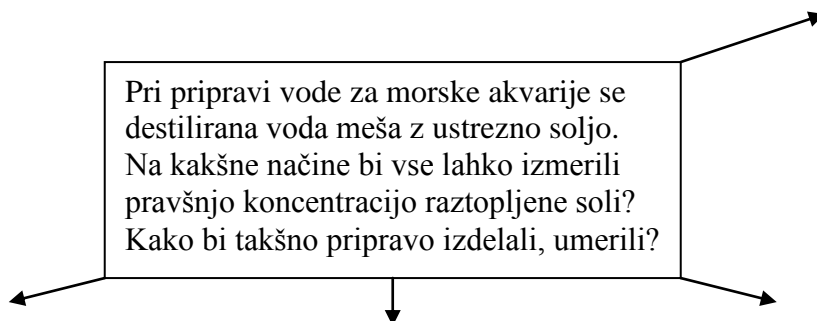 Pri pripravi vode za morske akvarije se
destilirana voda meša z ustrezno soljo.
Na kakšne načine bi vse lahko izmerili
pravšnjo koncentracijo raztopljene soli?
Kako bi takšno pripravo izdelali, umerili?